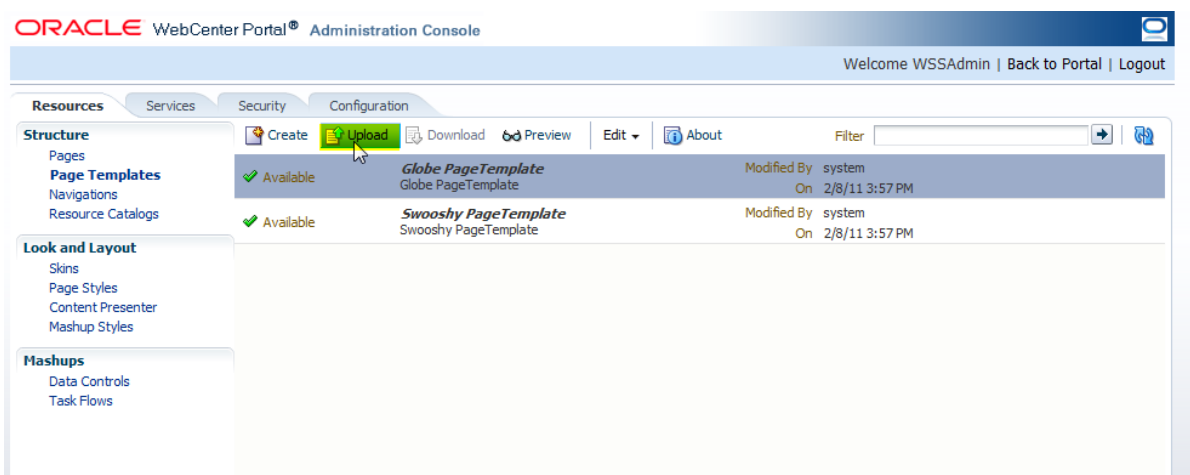 ORACLE WebCenter Portal® Administration Console
Welcome WSSAdmin | Back to Portal | Logout
Resources Services Security Configuration
Structure
Pages
Page Templates
Navigations
Resource Catalogs
Look and Layout
Skins
Page Styles
Content Presenter
Mashup Styles
Mashups
Data Controls
Task Flows
Create Upload Download Preview Edit About Filter
Available Globe PageTemplate Modified By system
Globe PageTemplate On 2/8/11 3:57 PM
Available Swooshy PageTemplate Modified By system
Swooshy PageTemplate On 2/8/11 3:57 PM